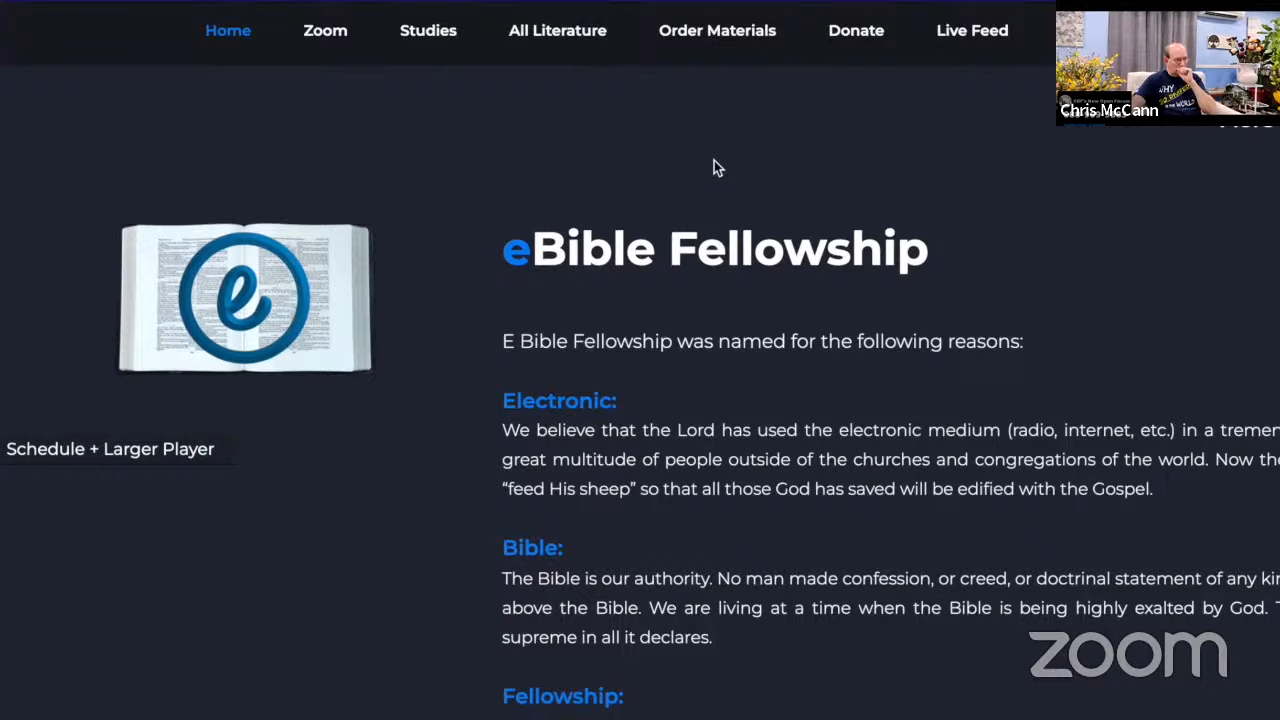 Home Zoom Studies All Literature Order Materials Donate Live Feed
Chris McCann
eBible Fellowship
E Bible Fellowship was named for the following reasons:
Electronic:
We believe that the Lord has used the electronic medium (radio, internet, etc.) in a
great multitude of people outside of the churches and congregations of the world. Now
“feed His sheep” so that all those God has saved will be edified with the Gospel.
Schedule + Larger Player
Bible:
The Bible is our authority. No man made confession, or creed, or doctrinal statement of any
above the Bible. We are living at a time when the Bible is being highly exalted by God.
supreme in all it declares.
Fellowship:
zoom